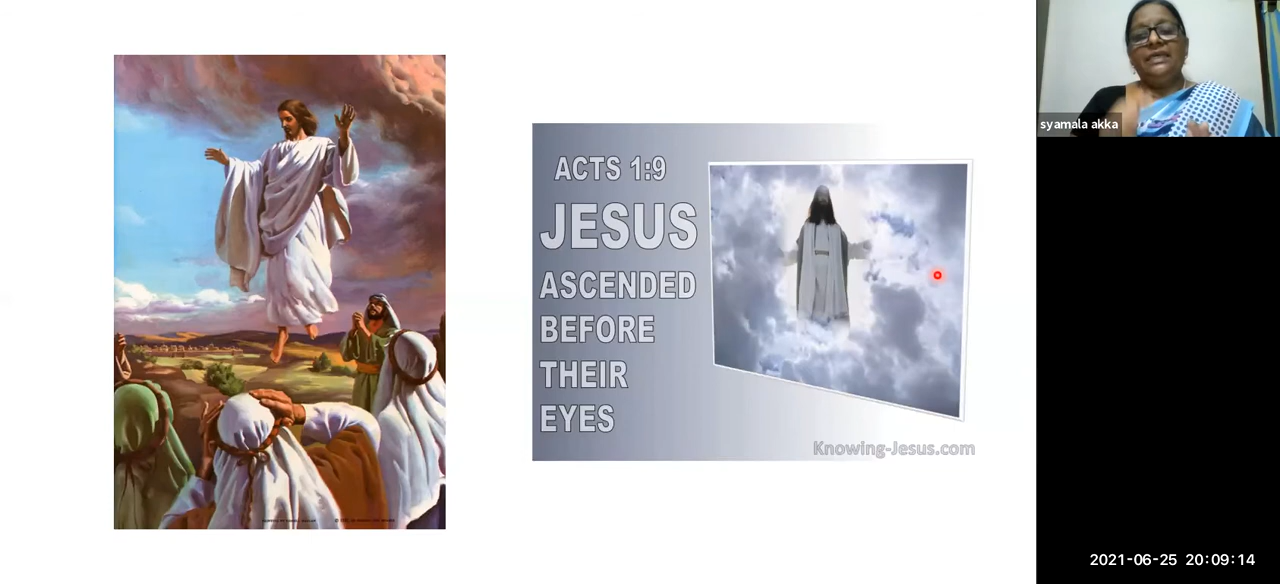 syamala akka
ACTS 1:9
JESUS
ASCENDED
BEFORE
THEIR
EYES
Knowing-Jesus.com
2021-06-25 20:09:14